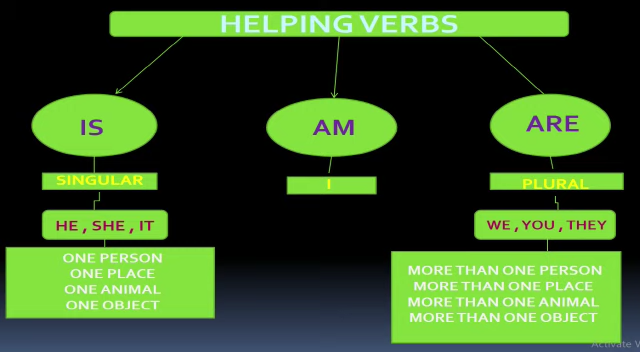 HELPING VERBS
IS
AM
ARE
SINGULAR
I
PLURAL
HE , SHE , IT
WE , YOU , THEY
ONE PERSON
ONE PLACE
ONE ANIMAL
ONE OBJECT
MORE THAN ONE PERSON
MORE THAN ONE PLACE
MORE THAN ONE ANIMAL
MORE THAN ONE OBJECT
Activate